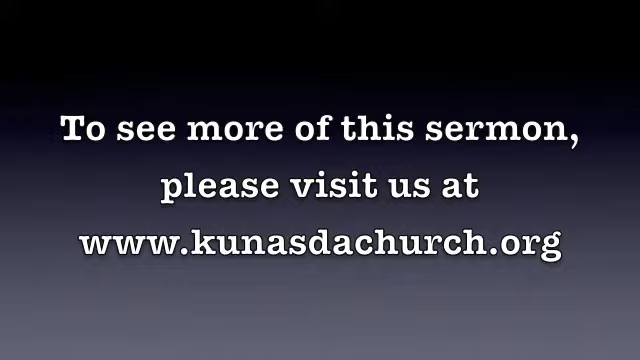 To see more of this sermon,
please visit us at
www.kunasdachurch.org